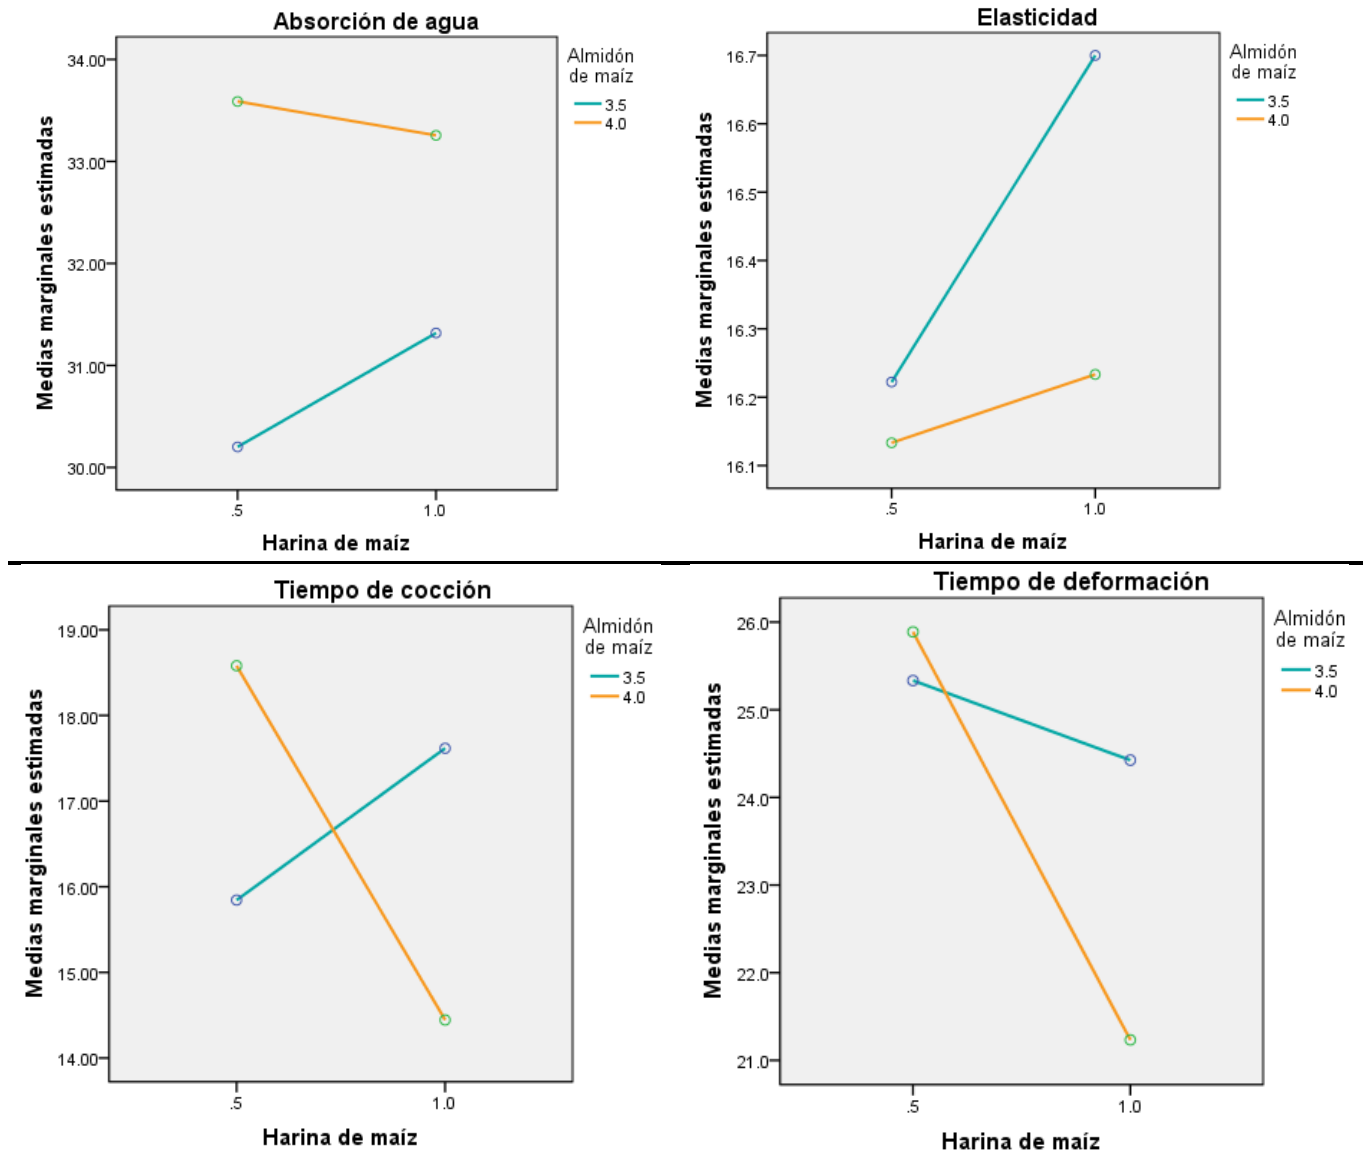 Absorción de agua
Medias marginales estimadas
34.00
33.00
32.00
31.00
30.00
.5
1.0
Harina de maíz
Almidón
de maíz
3.5
4.0
Elasticidad
Medias marginales estimadas
16.7
16.6
16.5
16.4
16.3
16.2
16.1
.5
1.0
Harina de maíz
Almidón
de maíz
3.5
4.0
Tiempo de cocción
Medias marginales estimadas
19.00
18.00
17.00
16.00
15.00
14.00
.5
1.0
Harina de maíz
Almidón
de maíz
3.5
4.0
Tiempo de deformación
Medias marginales estimadas
26.0
25.0
24.0
23.0
22.0
21.0
.5
1.0
Harina de maíz
Almidón
de maíz
3.5
4.0